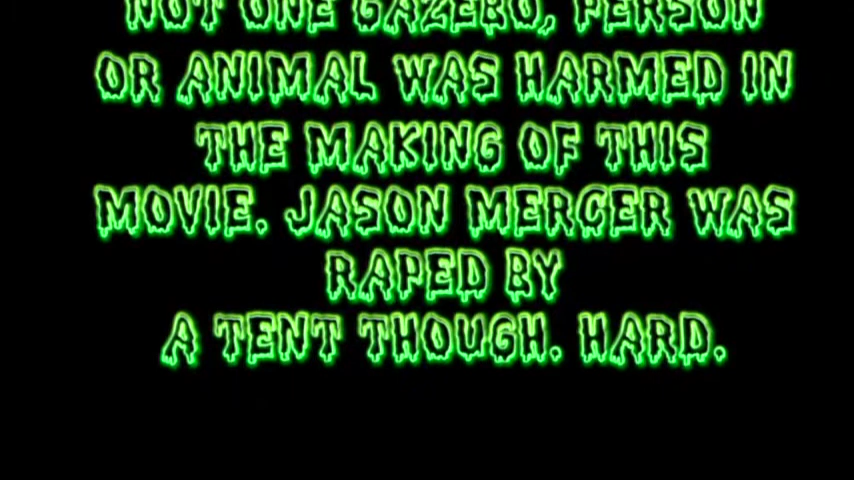 NOT ONE GAZEBO, PERSON
OR ANIMAL WAS HARMED IN
THE MAKING OF THIS
MOVIE. JASON MERCER WAS
RAPED BY
A TENT THOUGH. HARD.